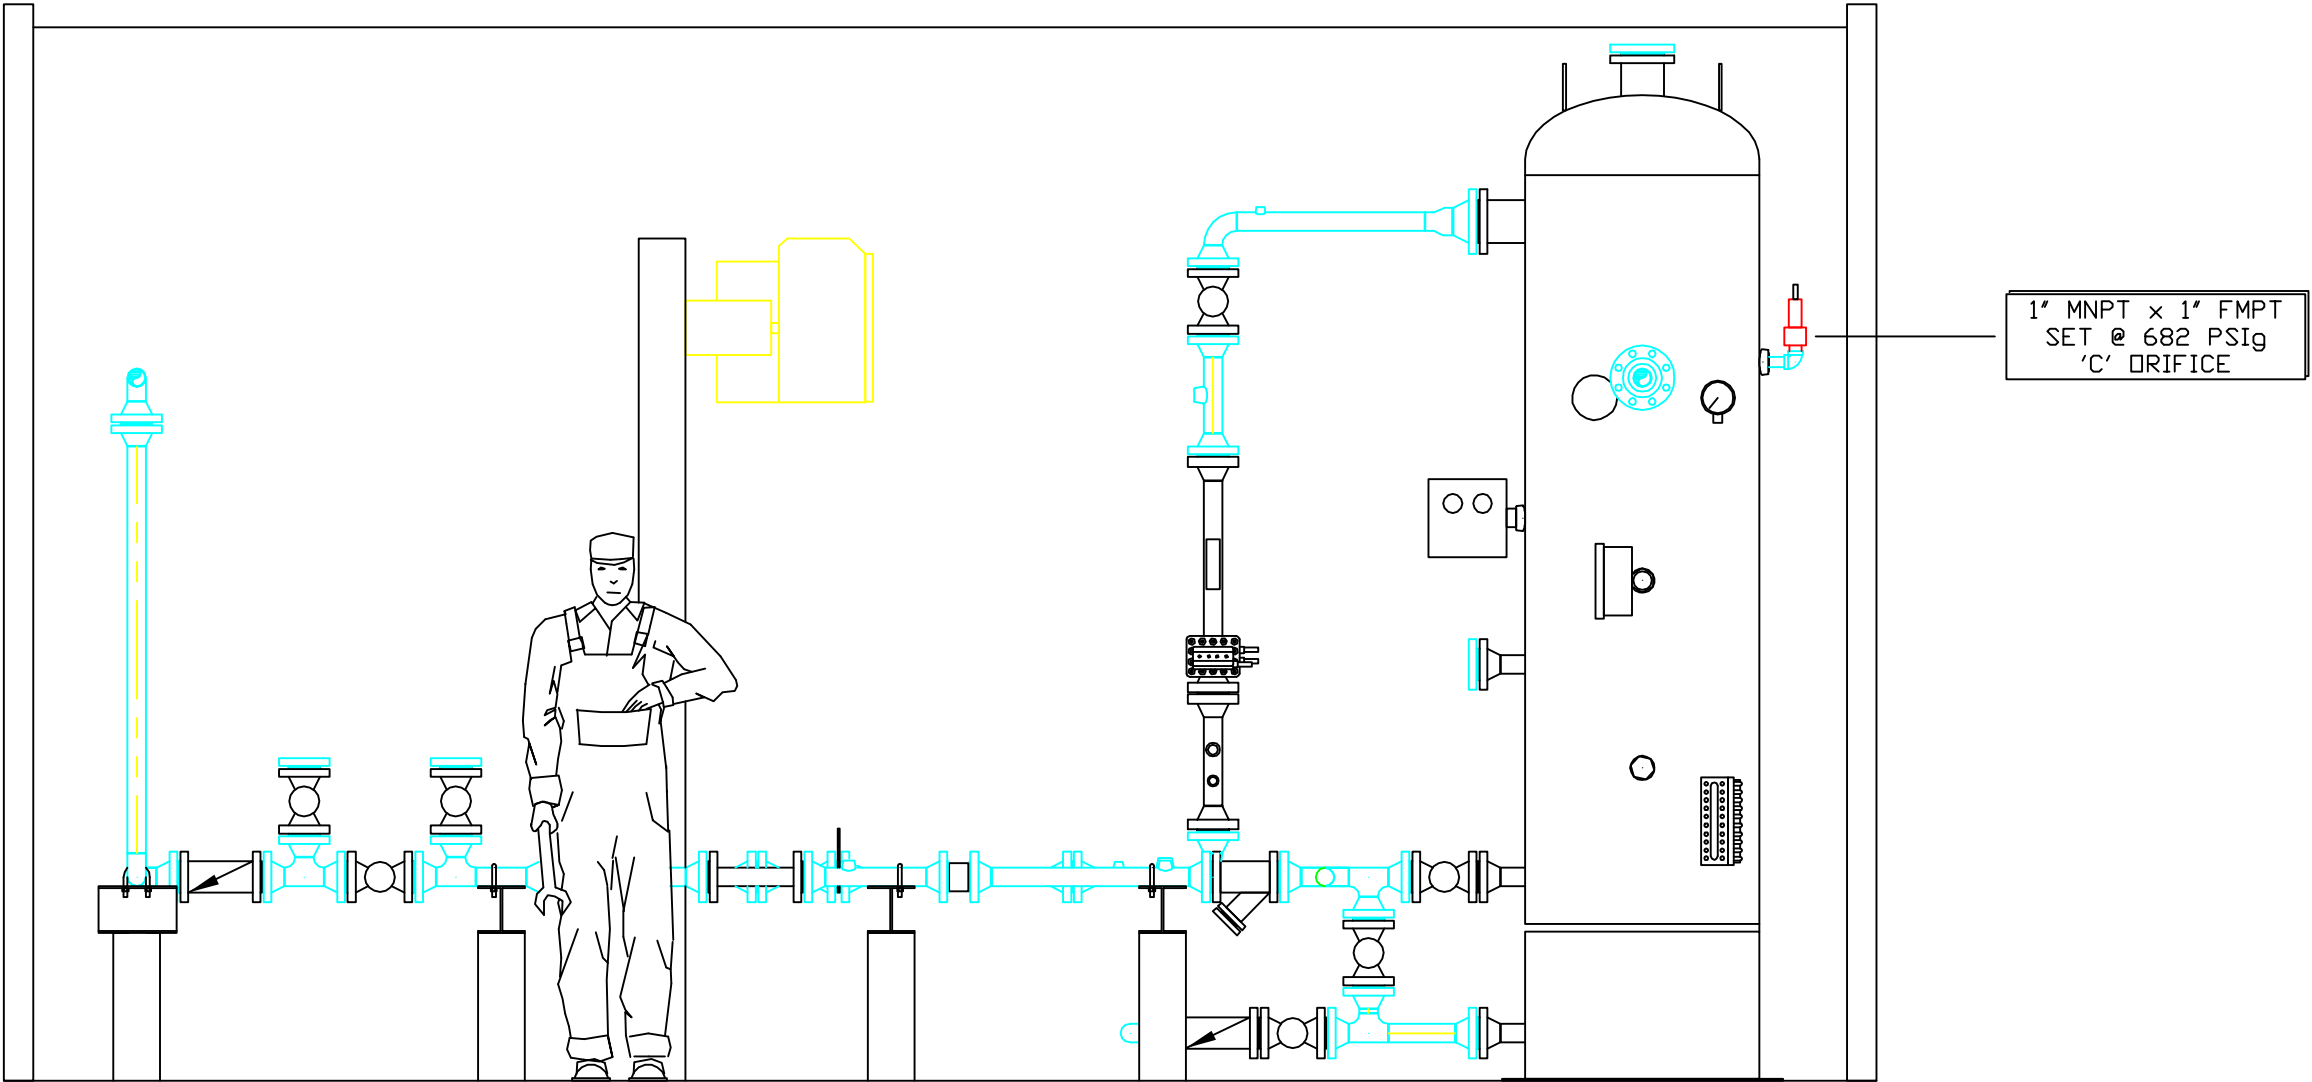 1" MNPT x 1" FMPT
SET @ 682 PSIg
'C' ORIFICE